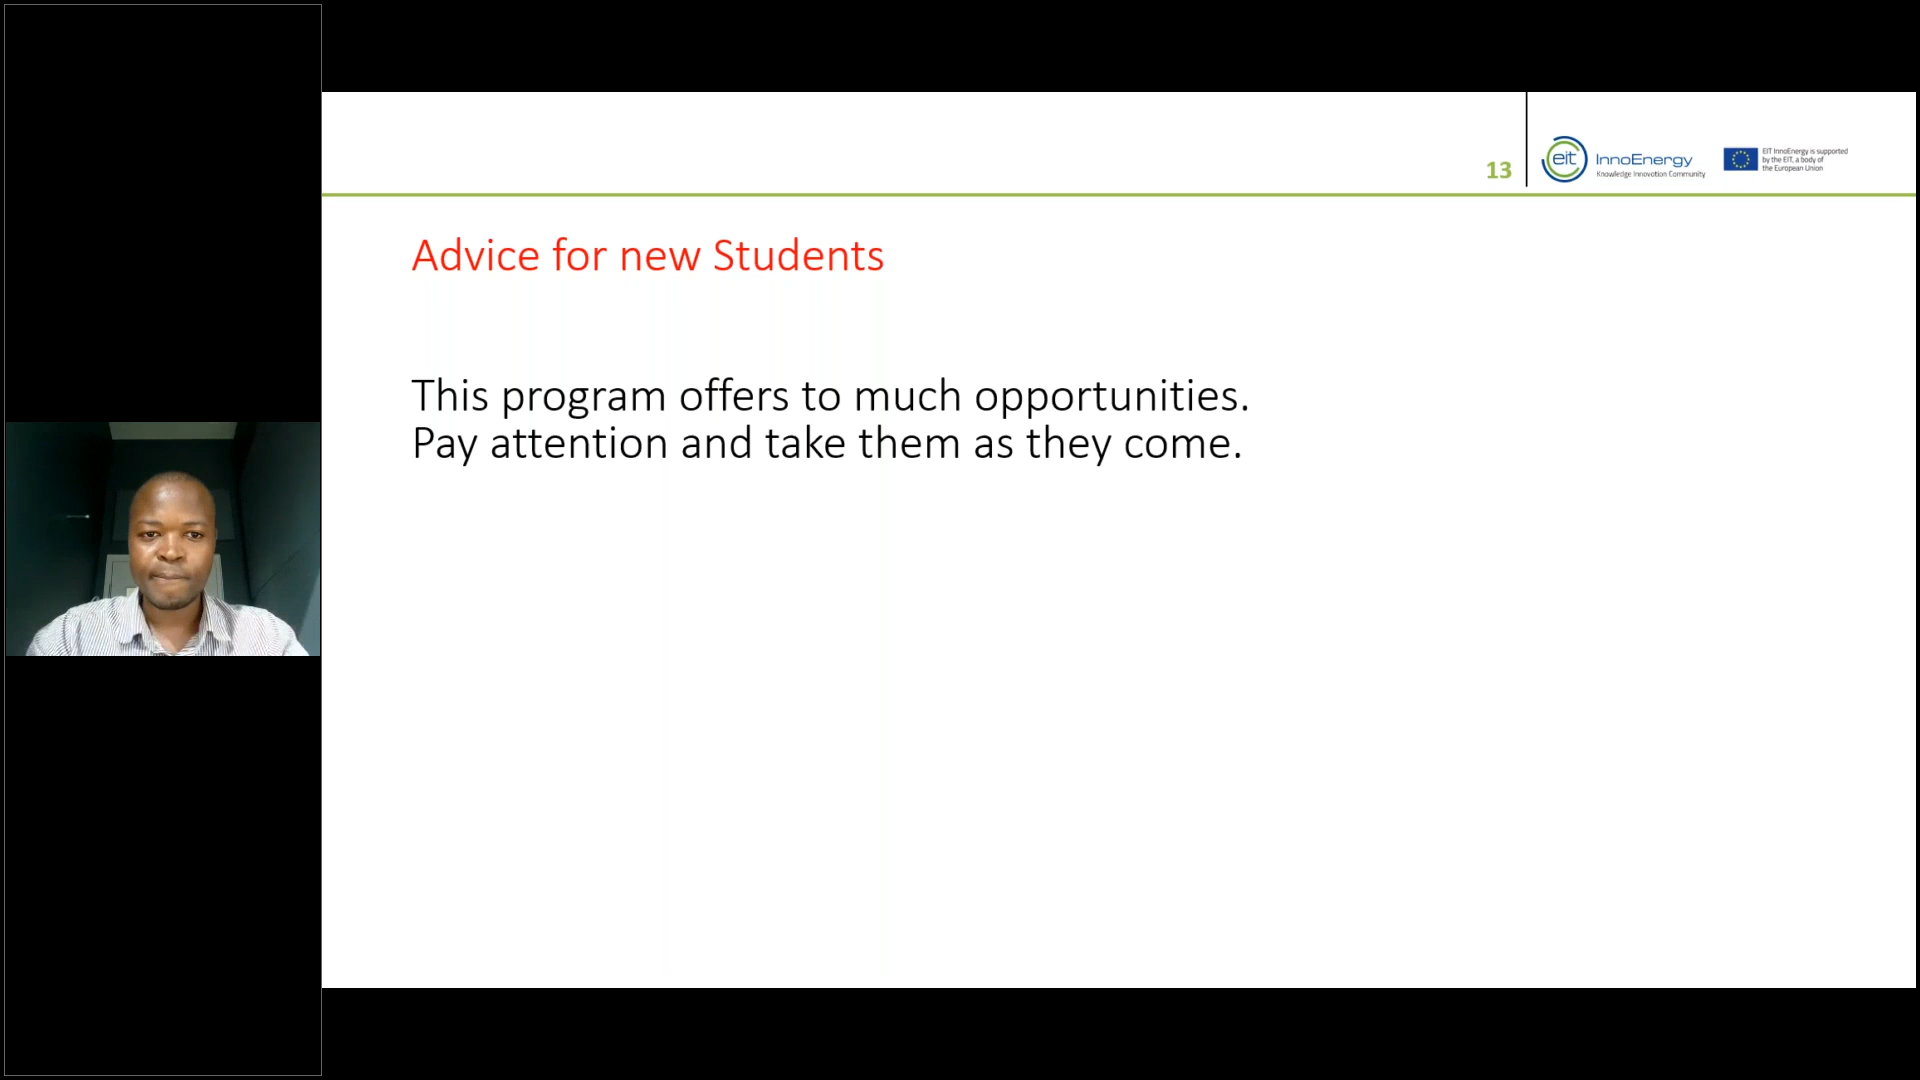 13
eit
InnoEnergy
Knowledge Innovation Community
EIT InnoEnergy is supported
by the EIT, a body of
the European Union
Advice for new Students
This program offers to much opportunities.
Pay attention and take them as they come.